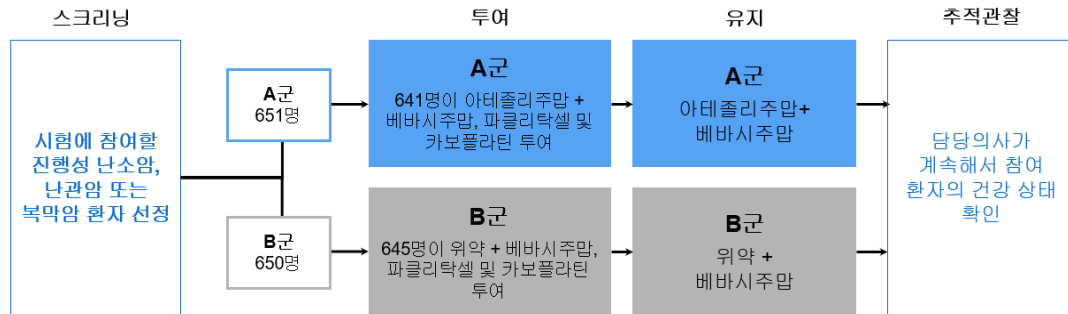 스크리닝
투여
유지
추적관찰
시험에 참여할
진행성 난소암,
난관암 또는
복막암 환자 선정
A군
651명
B군
650명
A군
641명이 아테졸리주맙 +
베바시주맙, 파클리탁셀 및
카보플라틴 투여
B군
645명이 위약 + 베바시주맙,
파클리탁셀 및 카보플라틴
투여
A군
아테졸리주맙+
베바시주맙
B군
위약 +
베바시주맙
담당의사가
계속해서 참여
환자의 건강 상태
확인